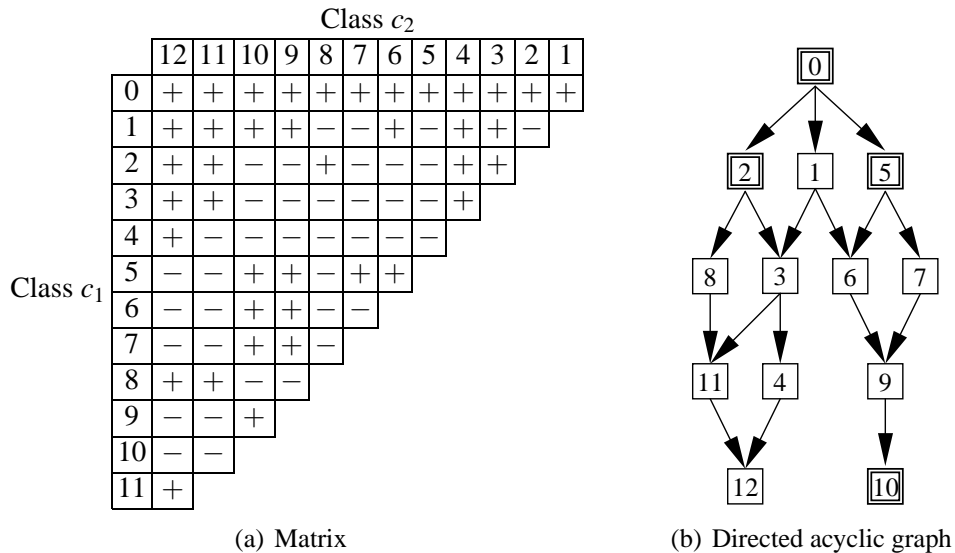 Class c2
12 11 10 9 8 7 6 5 4 3 2 1
0 + + + + + + + + + + + +
1 + + + + − − + − + + −
2 + + − − + − − − + +
3 + + − − − − − − +
4 + − − − − − − −
Class c1
5 − − + + − + +
6 − − + + − −
7 − − + + −
8 + + − −
9 − − +
10 − −
11 +
(a) Matrix
0
2 1 5
8 3 6 7
11 4 9
12 10
(b) Directed acyclic graph